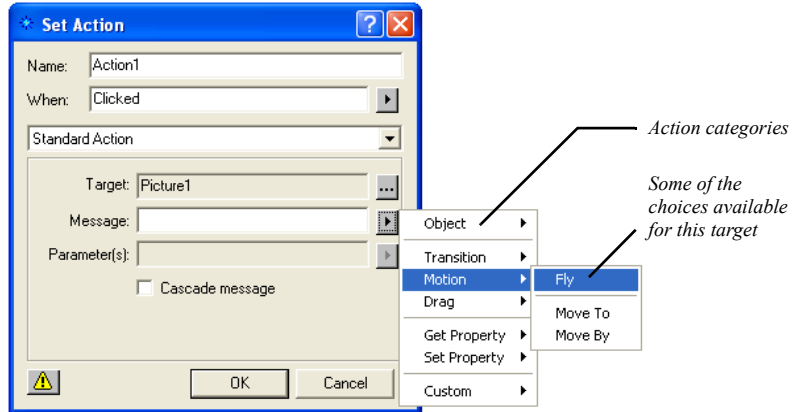 Set Action
Name: Action1
When: Clicked
Standard Action
Target: Picture1
...
Message:
Parameter(s):
Cascade message
OK Cancel
Object
Transition
Motion
Drag
Get Property
Set Property
Custom
Fly
Move To
Move By
Action categories
Some of the
choices available
for this target